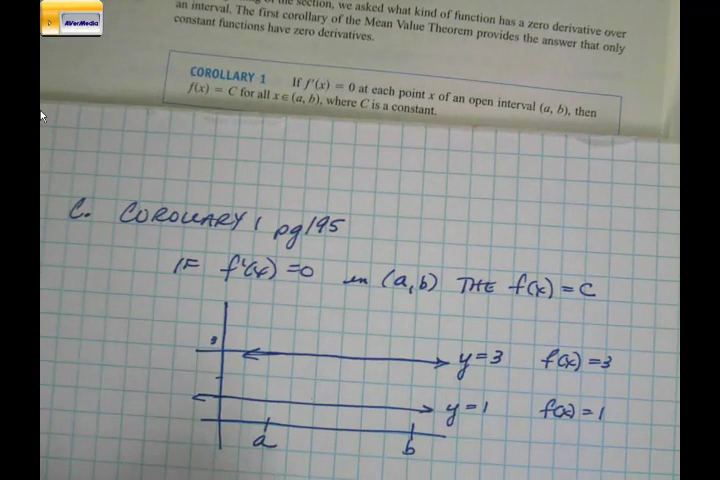 AVerMedia
of the section, we asked what kind of function has a zero derivative over
an interval. The first corollary of the Mean Value Theorem provides the answer that only
constant functions have zero derivatives.
COROLLARY 1 If f'(x) = 0 at each point x of an open interval (a, b), then
f(x) = C for all x ∈ (a, b), where C is a constant.
C. COROLLARY 1 pg 195
IF f'(x) = 0 in (a, b) THE f(x) = C
3
y = 3 f(x) = 3
y = 1 f(x) = 1
a b